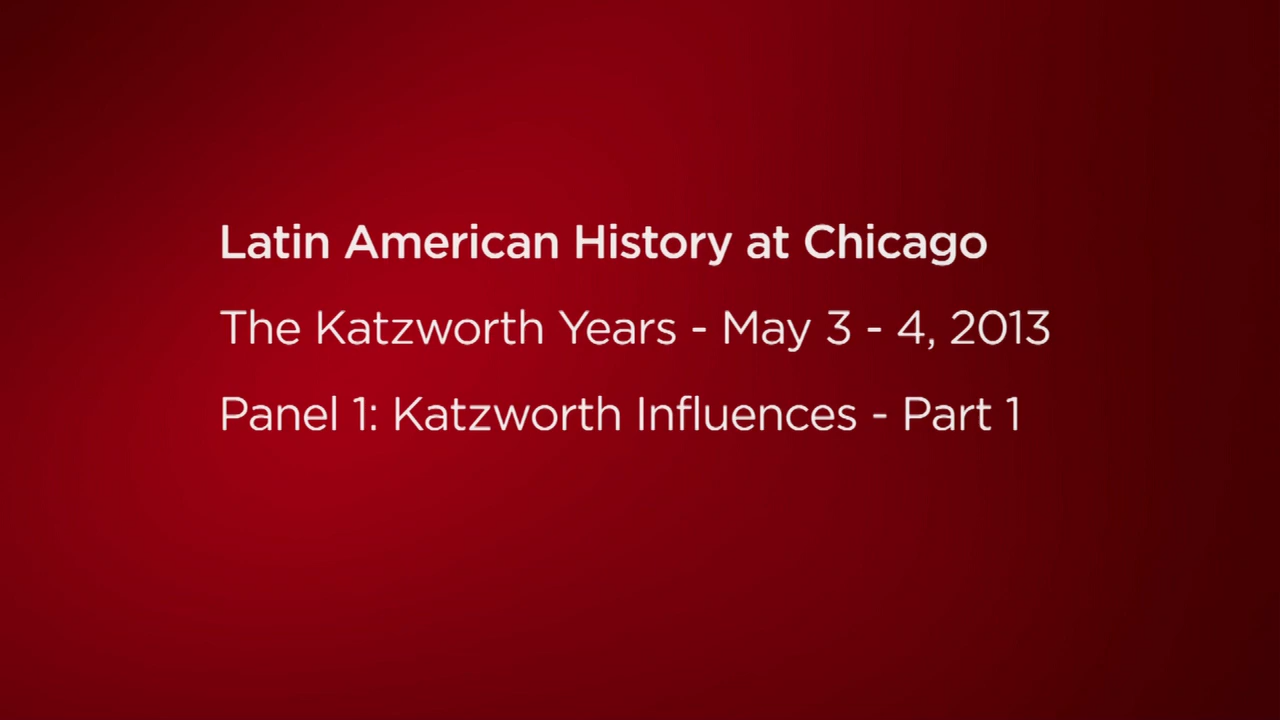 Latin American History at Chicago
The Katzworth Years - May 3 - 4, 2013
Panel 1: Katzworth Influences - Part 1